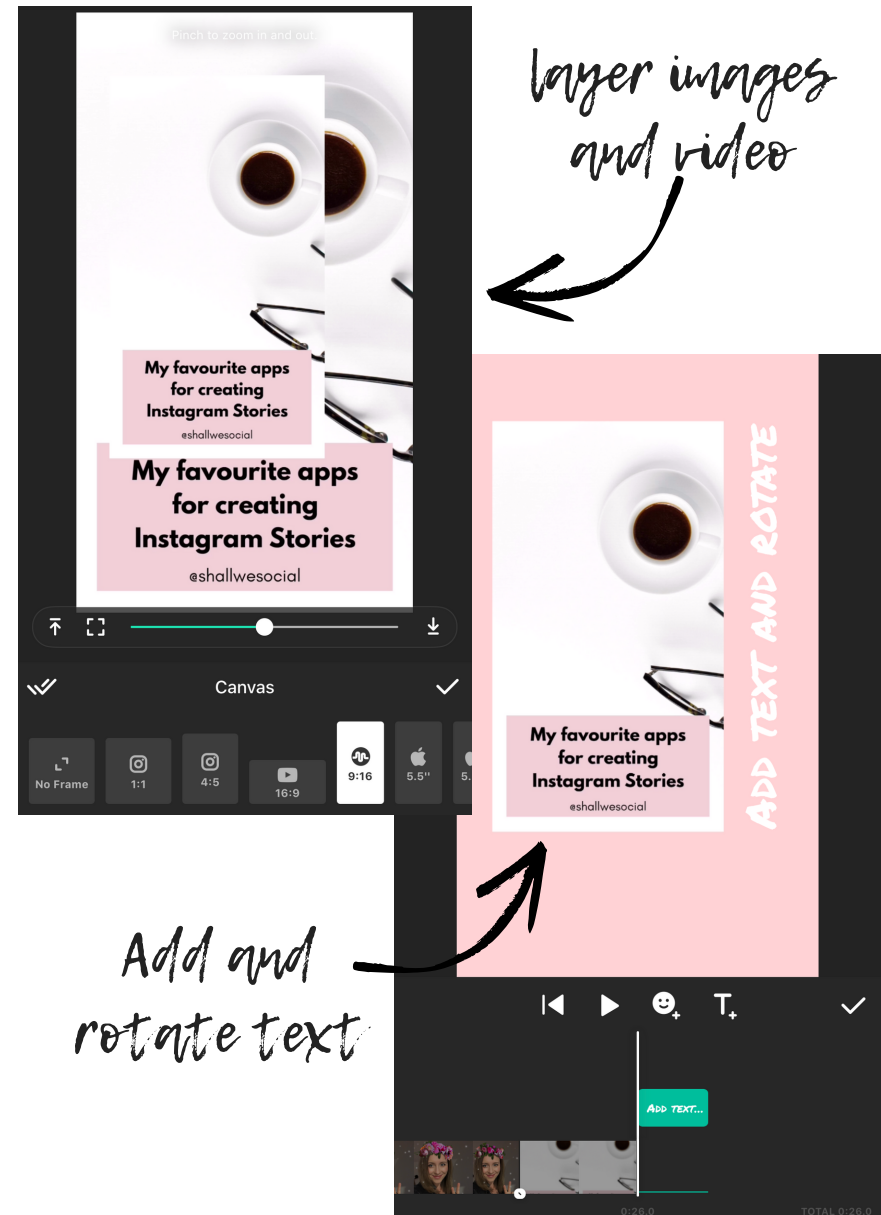 Pinch to zoom in and out.
layer images
and video
My favourite apps
for creating
Instagram Stories
@shallwesocial
My favourite apps
for creating
Instagram Stories
@shallwesocial
Canvas
No Frame
1:1
4:5
16:9
9:16
5.5''
5.
ADD TEXT AND ROTATE
My favourite apps
for creating
Instagram Stories
@shallwesocial
Add and
rotate text
ADD TEXT...
0:26.0
TOTAL 0:26.0